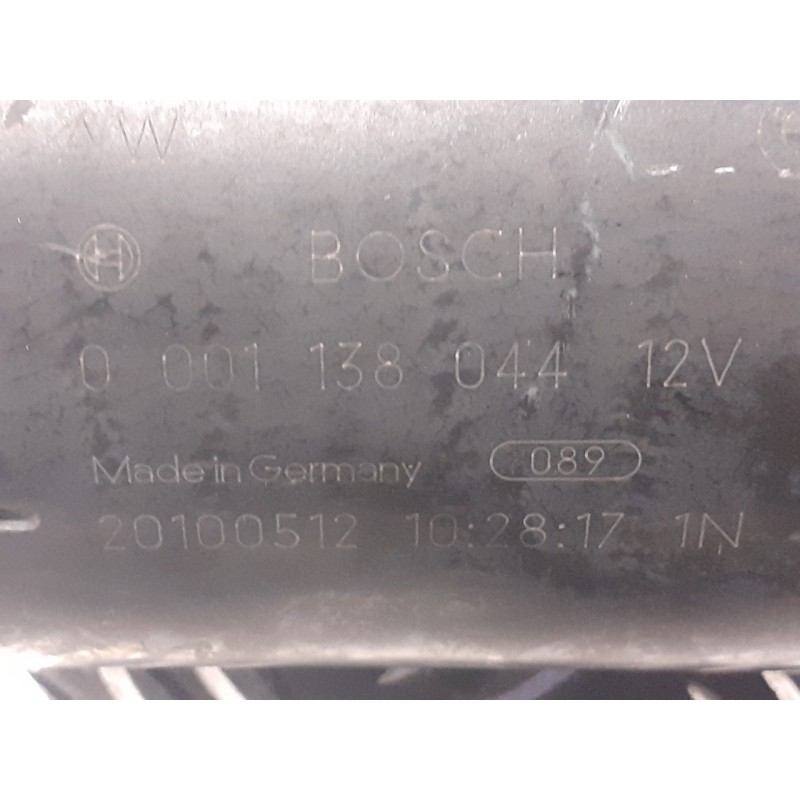 BOSCH
0 001 138 044 12V
Made in Germany 089
20100512 10:28:17 1N